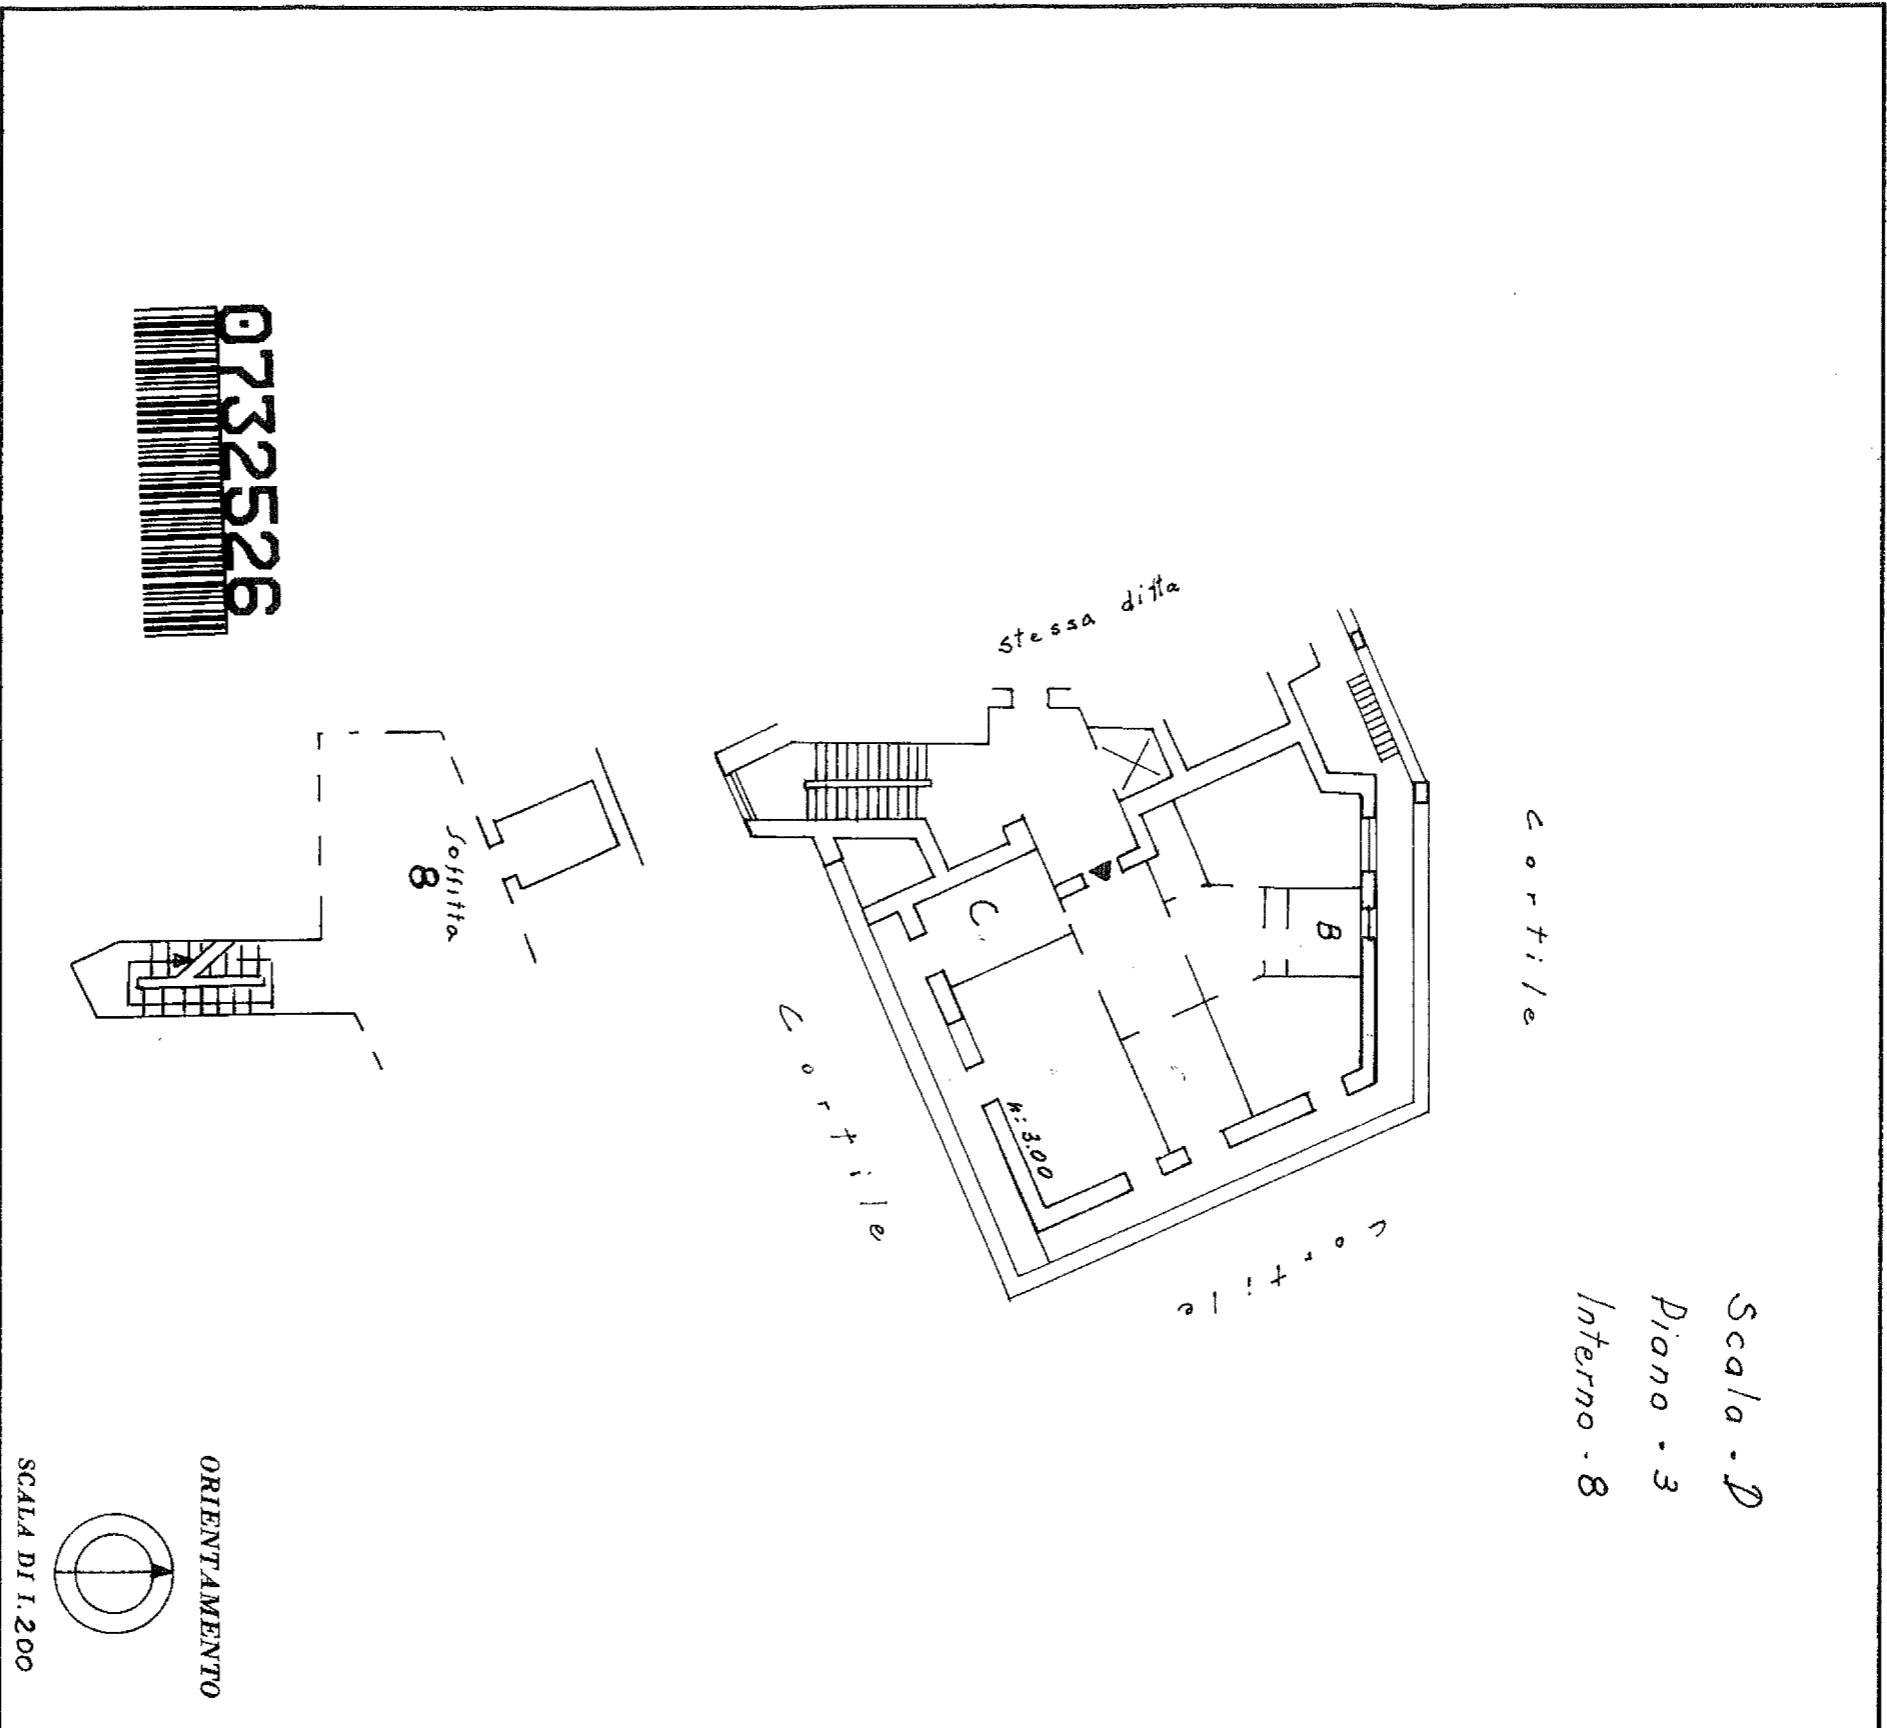 Scala - D
Piano - 3
Interno - 8
cortile
stessa ditta
B
C
h: 3.00
Cortile
Cortile
soffitta
8
0732526
ORIENTAMENTO
SCALA DI 1.200